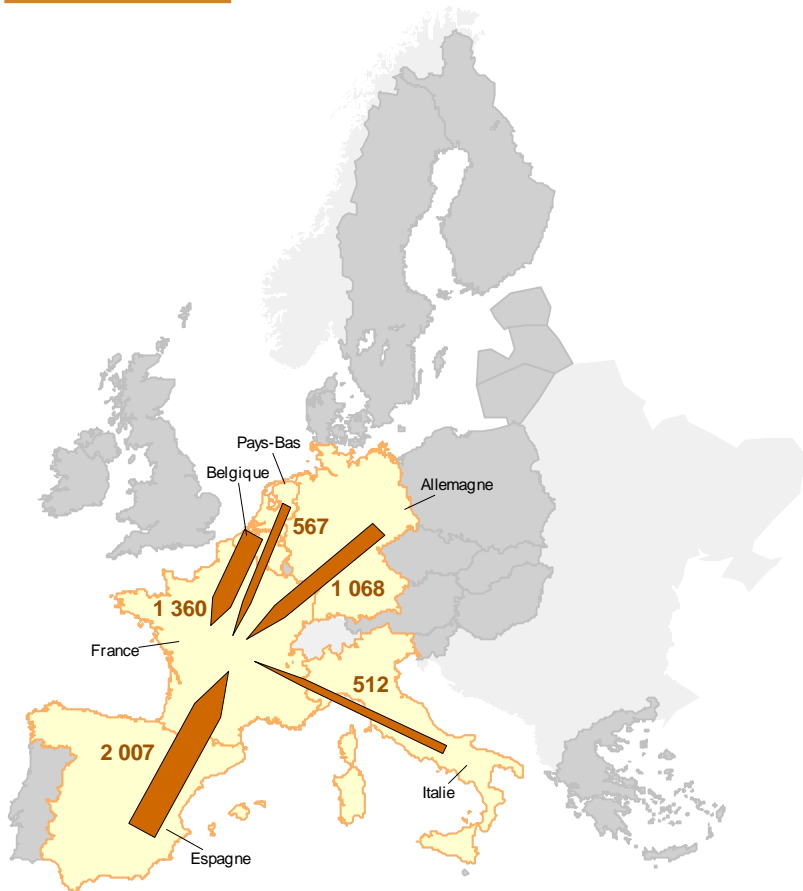 Pays-Bas
Belgique
Allemagne
567
1 068
1 360
France
512
2 007
Italie
Espagne